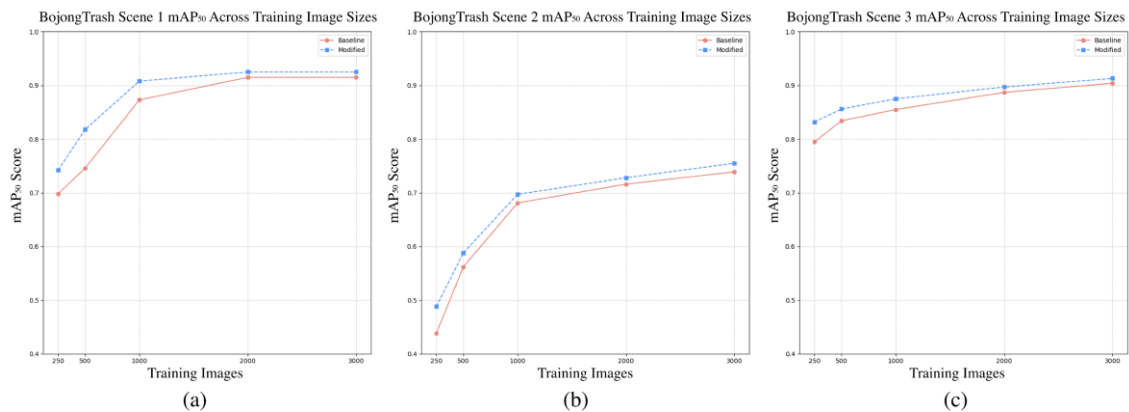 BojongTrash Scene 1 mAP₅₀ Across Training Image Sizes
1.0
0.9
0.8
0.7
0.6
0.5
0.4
mAP₅₀ Score
Baseline
Modified
250
500
1000
2000
3000
Training Images
(a)
BojongTrash Scene 2 mAP₅₀ Across Training Image Sizes
1.0
0.9
0.8
0.7
0.6
0.5
0.4
mAP₅₀ Score
Baseline
Modified
250
500
1000
2000
3000
Training Images
(b)
BojongTrash Scene 3 mAP₅₀ Across Training Image Sizes
1.0
0.9
0.8
0.7
0.6
0.5
0.4
mAP₅₀ Score
Baseline
Modified
250
500
1000
2000
3000
Training Images
(c)